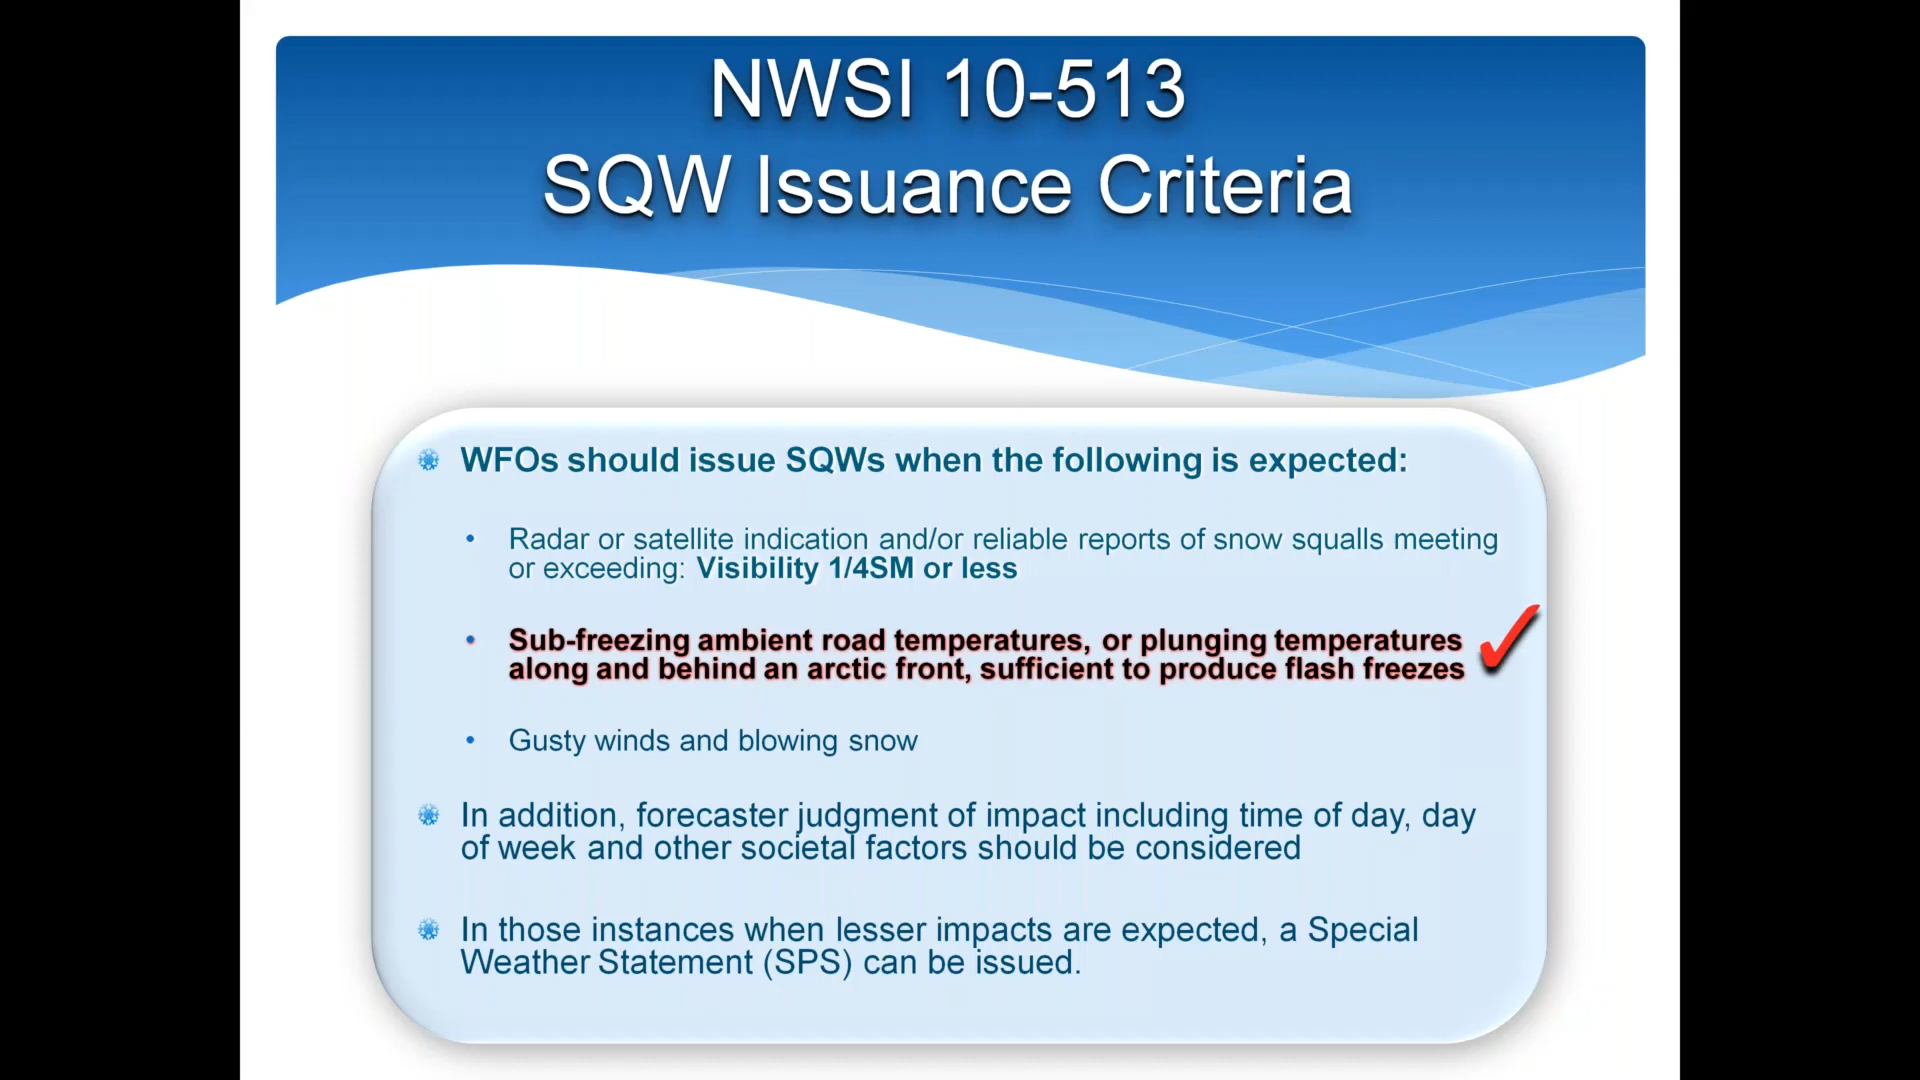 NWSI 10-513
SQW Issuance Criteria
WFOs should issue SQWs when the following is expected:
• Radar or satellite indication and/or reliable reports of snow squalls meeting
or exceeding: Visibility 1/4SM or less
• Sub-freezing ambient road temperatures, or plunging temperatures
along and behind an arctic front, sufficient to produce flash freezes
• Gusty winds and blowing snow
In addition, forecaster judgment of impact including time of day, day
of week and other societal factors should be considered
In those instances when lesser impacts are expected, a Special
Weather Statement (SPS) can be issued.